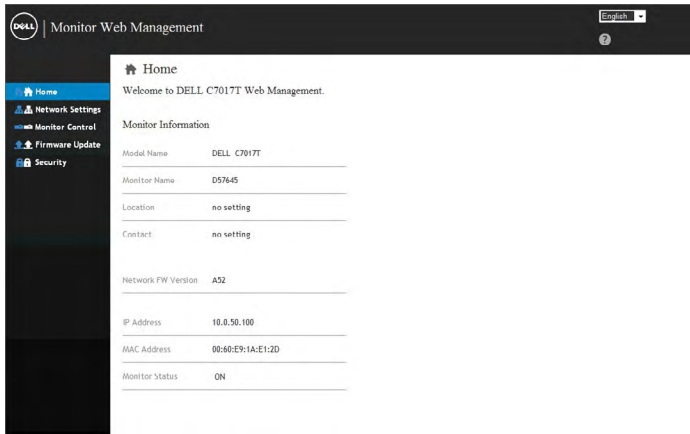 DELL | Monitor Web Management
English
?
Home
Network Settings
Monitor Control
Firmware Update
Security
Home
Welcome to DELL C7017T Web Management.
Monitor Information
Model Name DELL C7017T
Monitor Name D57645
Location no setting
Contact no setting
Network FW Version A52
IP Address 10.0.50.100
MAC Address 00:60:E9:1A:E1:2D
Monitor Status ON